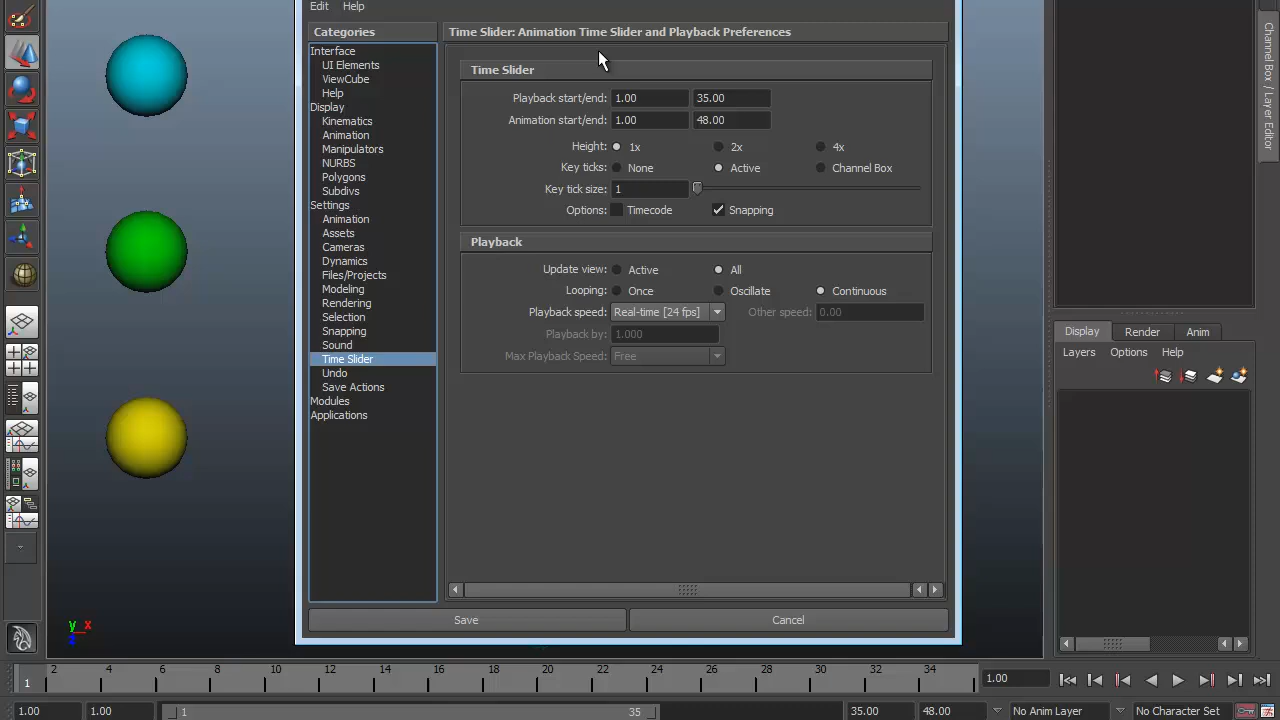 Edit Help
Categories
Time Slider: Animation Time Slider and Playback Preferences
Interface
UI Elements
ViewCube
Help
Display
Kinematics
Animation
Manipulators
NURBS
Polygons
Subdivs
Settings
Animation
Assets
Cameras
Dynamics
Files/Projects
Modeling
Rendering
Selection
Snapping
Sound
Time Slider
Undo
Save Actions
Modules
Applications
Time Slider
Playback start/end: 1.00 35.00
Animation start/end: 1.00 48.00
Height: 1x 2x 4x
Key ticks: None Active Channel Box
Key tick size: 1
Options: Timecode Snapping
Playback
Update view: Active All
Looping: Once Oscillate Continuous
Playback speed: Real-time [24 fps] Other speed: 0.00
Playback by: 1.000
Max Playback Speed: Free
Save Cancel
Channel Box / Layer Editor
Display Render Anim
Layers Options Help
y x
z
2 4 6 8 10 12 14 16 18 20 22 24 26 28 30 32 34
1
1.00
1.00 1.00 1 35 35.00 48.00 No Anim Layer No Character Set